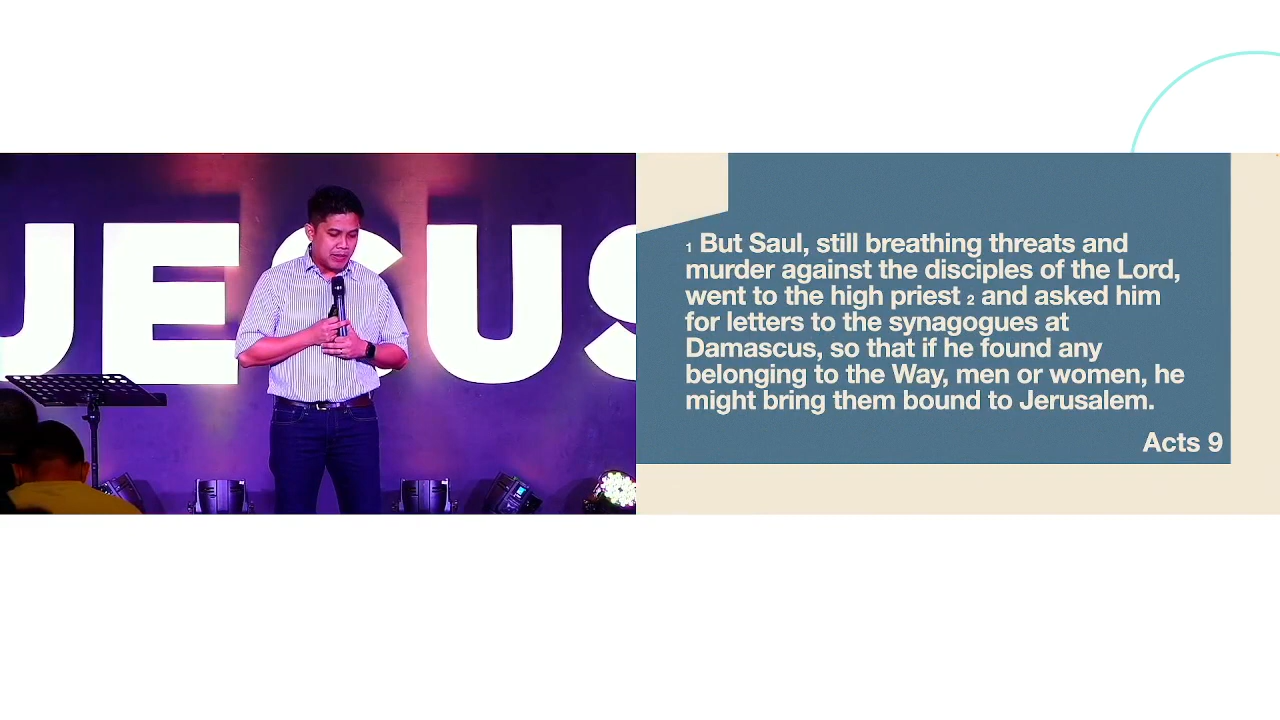 JESUS
1 But Saul, still breathing threats and
murder against the disciples of the Lord,
went to the high priest 2 and asked him
for letters to the synagogues at
Damascus, so that if he found any
belonging to the Way, men or women, he
might bring them bound to Jerusalem.
Acts 9